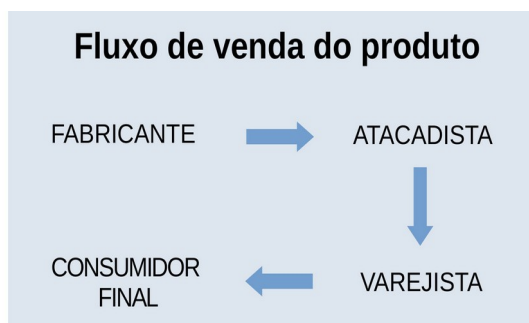 Fluxo de venda do produto
FABRICANTE
ATACADISTA
VAREJISTA
CONSUMIDOR
FINAL